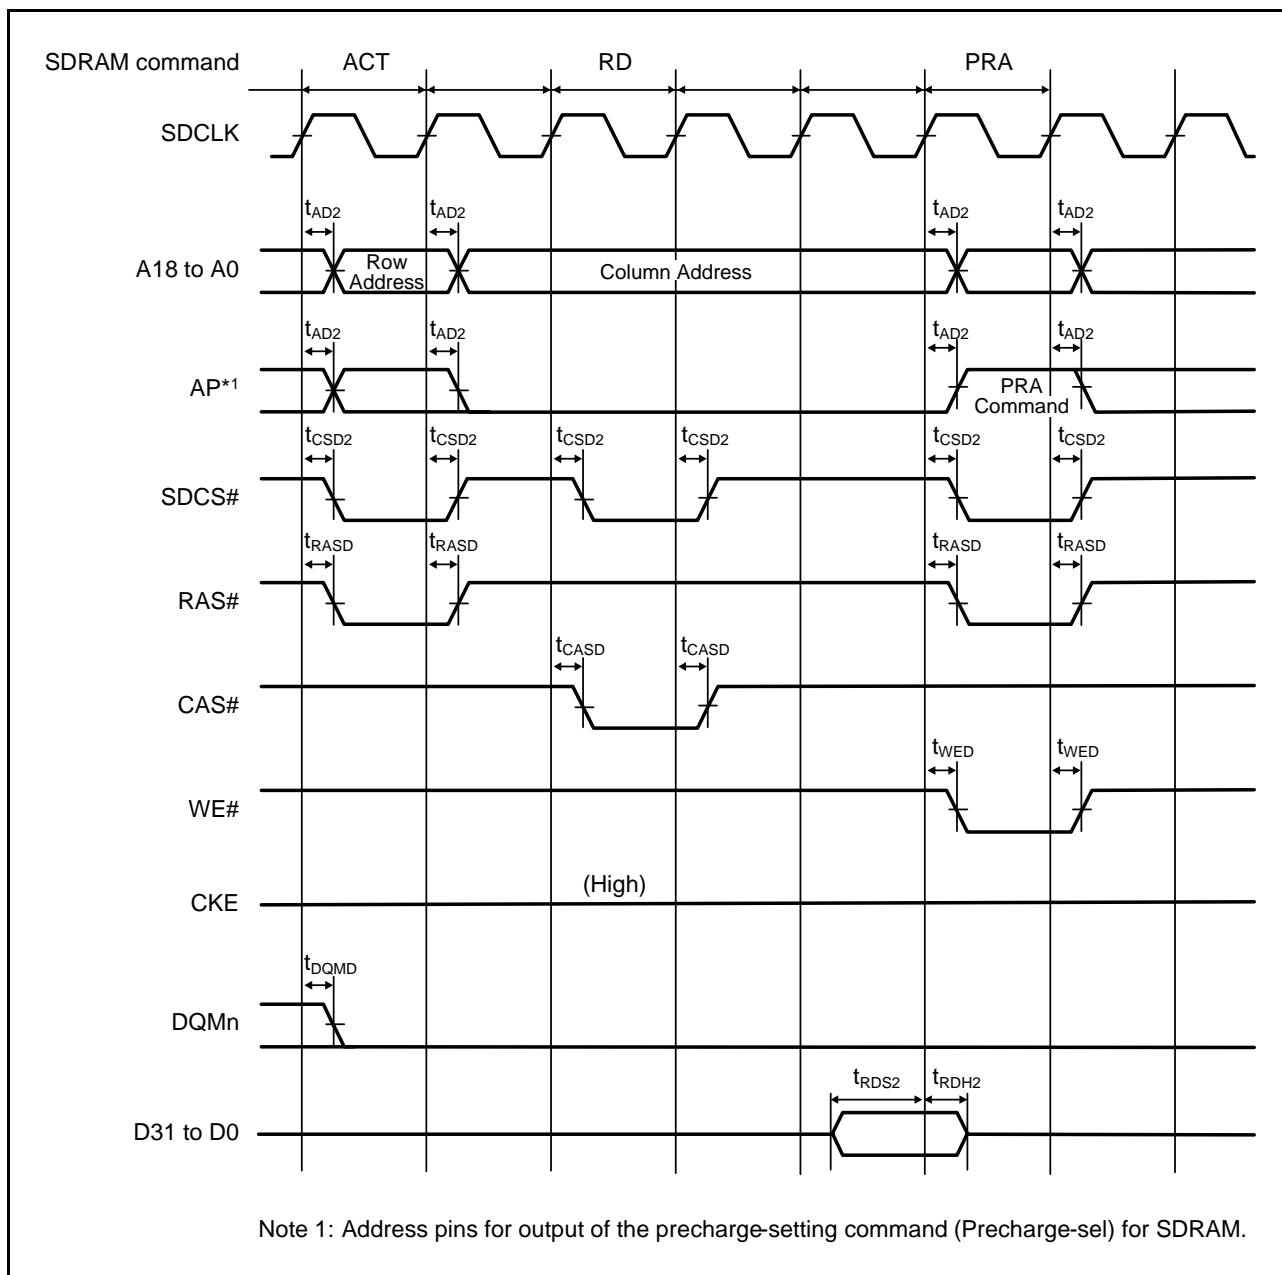 SDRAM command ACT RD PRA
SDCLK
tAD2 tAD2 tAD2 tAD2
A18 to A0
Row
Address
Column Address
tAD2 tAD2 tAD2 tAD2
AP*1
PRA
Command
tCSD2 tCSD2 tCSD2 tCSD2 tCSD2 tCSD2
SDCS#
tRASD tRASD tRASD tRASD
RAS#
tCASD tCASD
CAS#
tWED tWED
WE#
(High)
CKE
tDQMD
DQMn
tRDS2 tRDH2
D31 to D0
Note 1: Address pins for output of the precharge-setting command (Precharge-sel) for SDRAM.